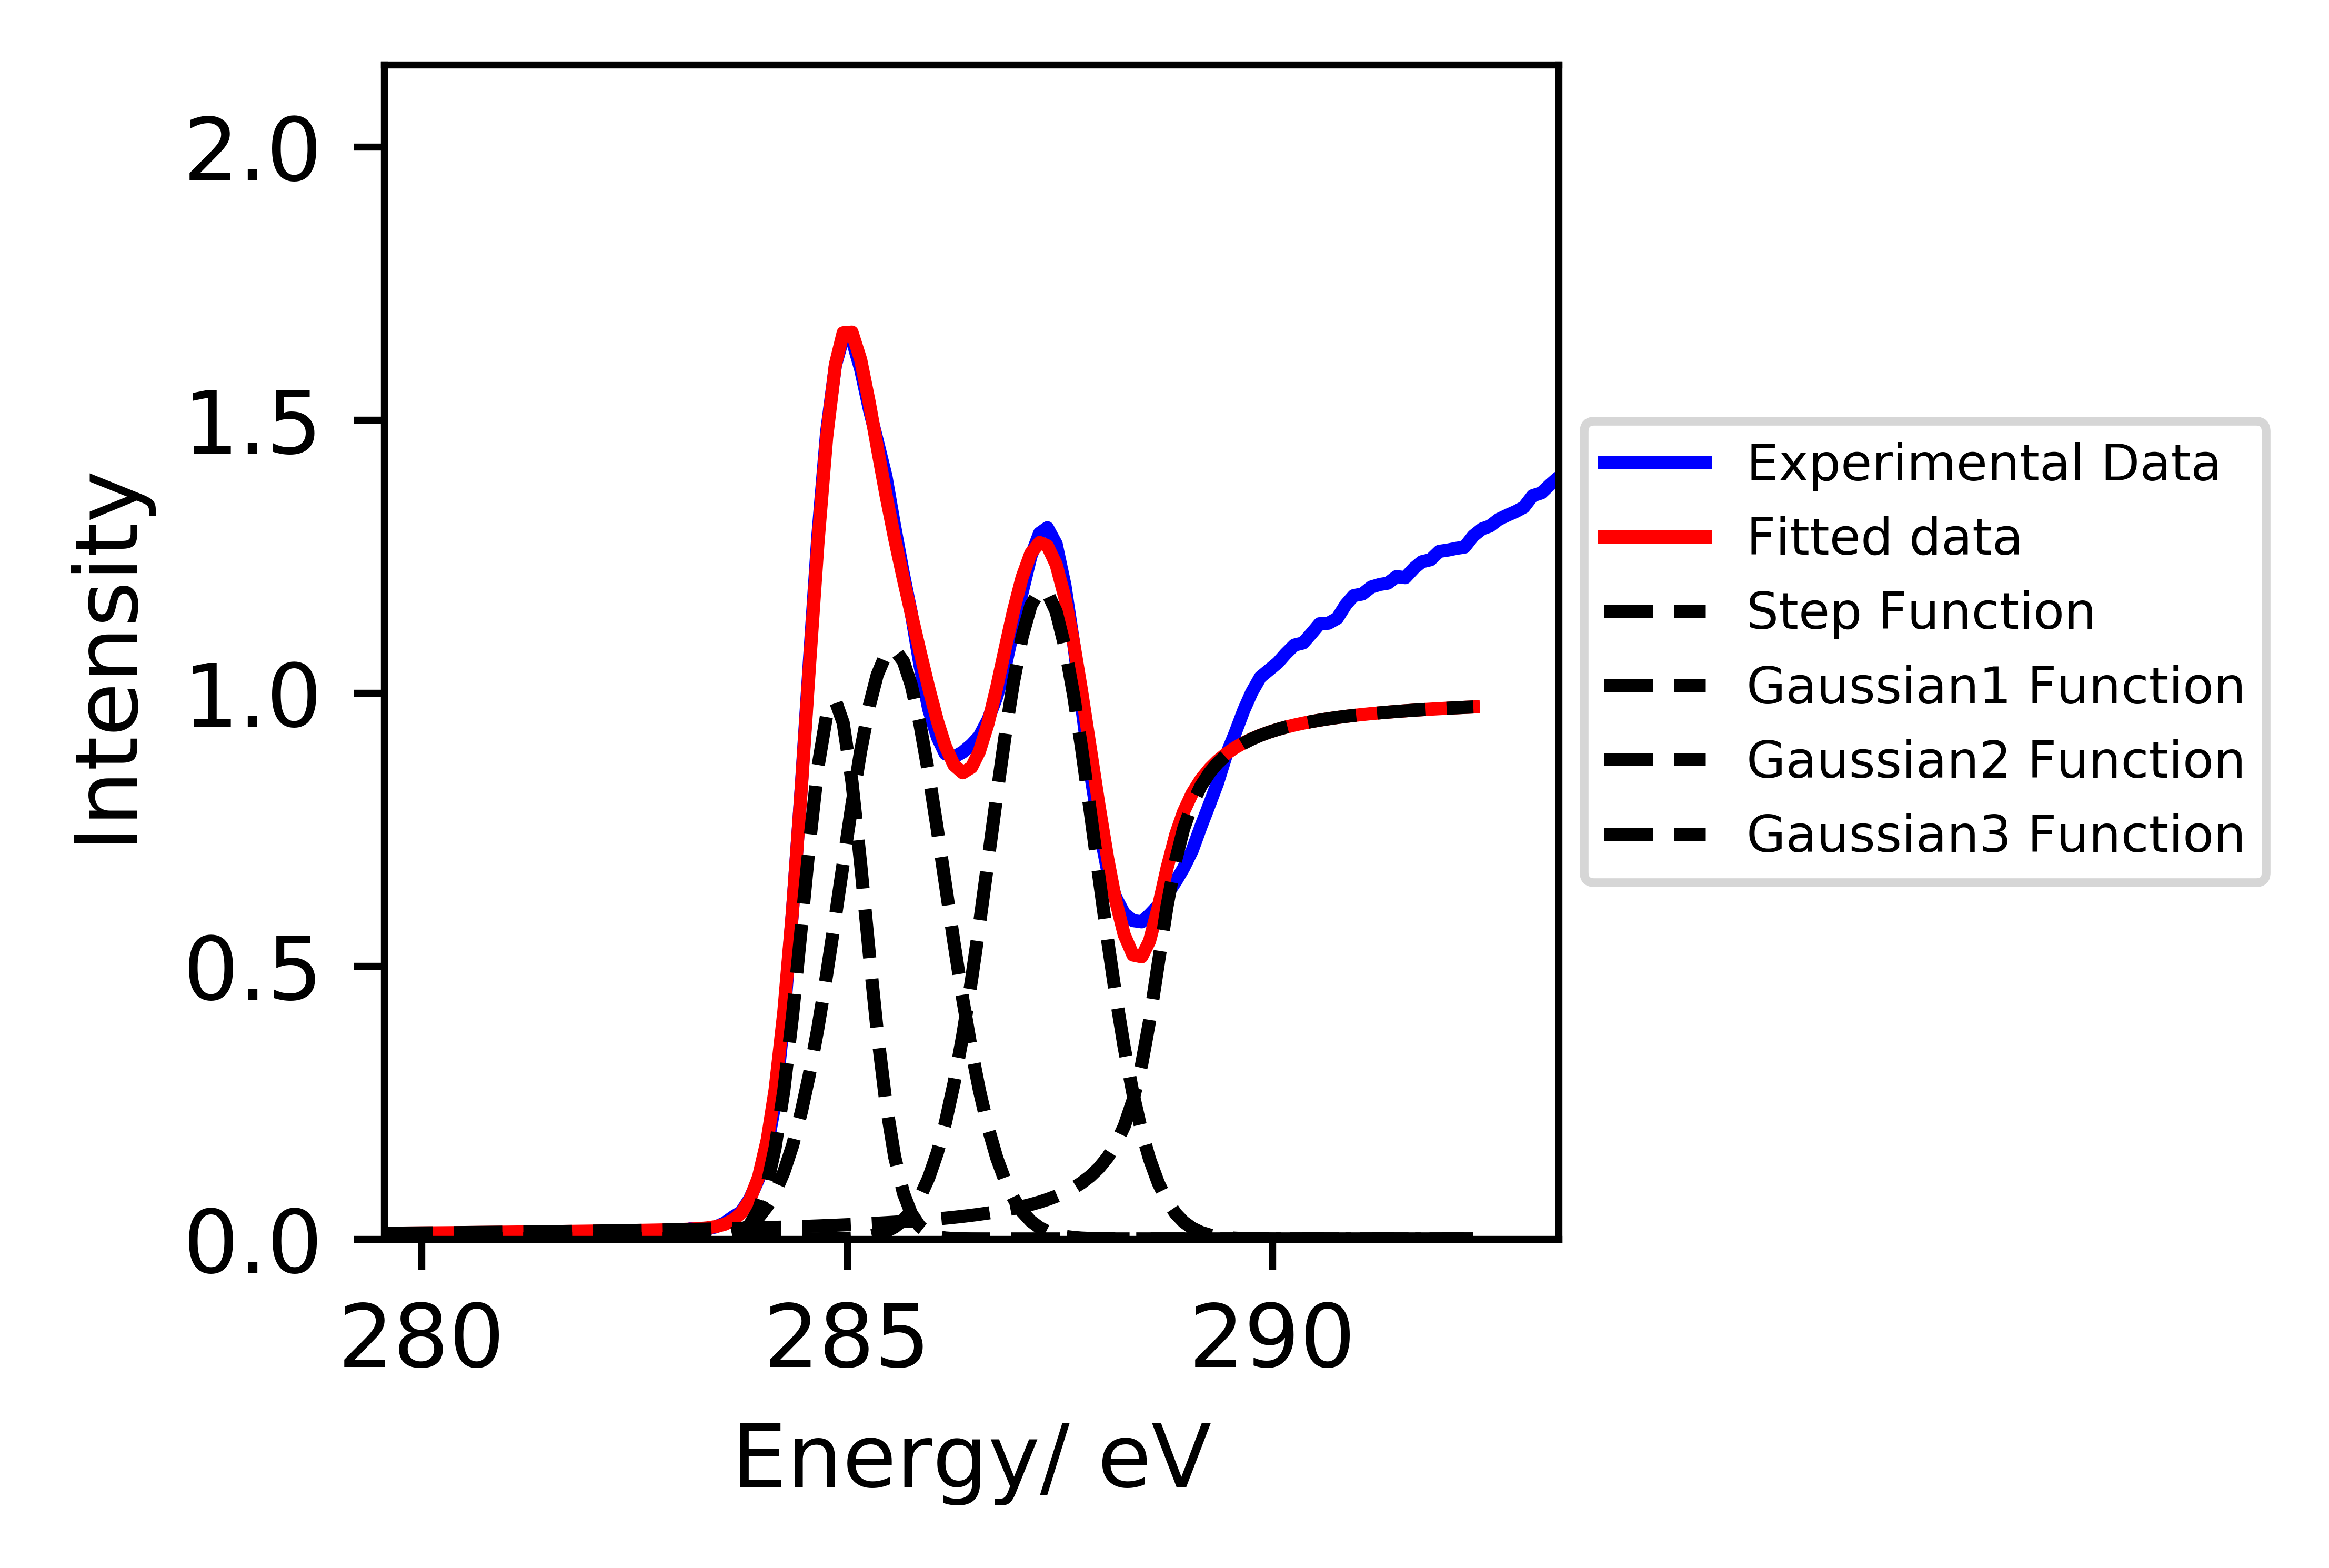 2.0
1.5
1.0
0.5
0.0
Intensity
280 285 290
Energy/ eV
Experimental Data
Fitted data
Step Function
Gaussian1 Function
Gaussian2 Function
Gaussian3 Function